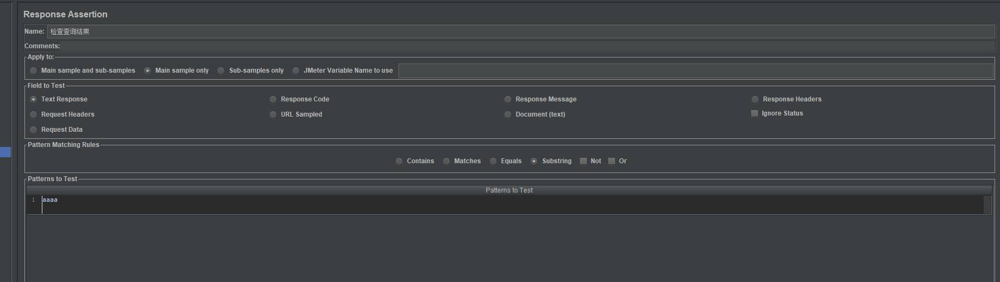 Response Assertion
Name: 检查查询结果
Comments:
Apply to:
Main sample and sub-samples Main sample only Sub-samples only JMeter Variable Name to use
Field to Test
Text Response Response Code Response Message Response Headers
Request Headers URL Sampled Document (text) Ignore Status
Request Data
Pattern Matching Rules
Contains Matches Equals Substring Not Or
Patterns to Test
Patterns to Test
1 aaaa